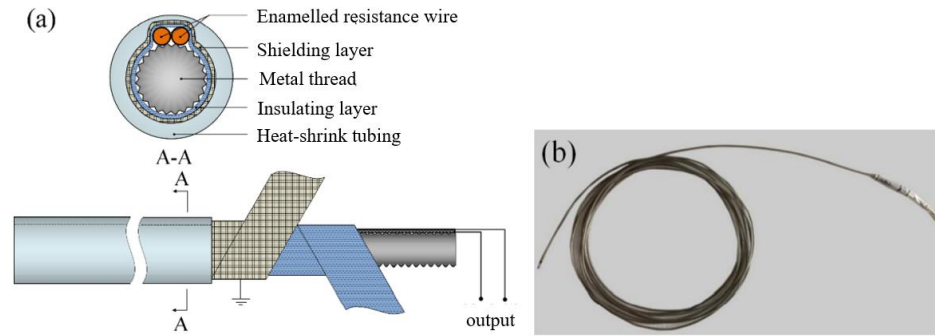 (a)
Enamelled resistance wire
Shielding layer
Metal thread
Insulating layer
Heat-shrink tubing
A-A
A
A
output
(b)